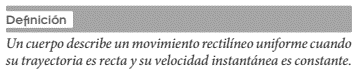 Definición
Un cuerpo describe un movimiento rectilíneo uniforme cuando
su trayectoria es recta y su velocidad instantánea es constante.